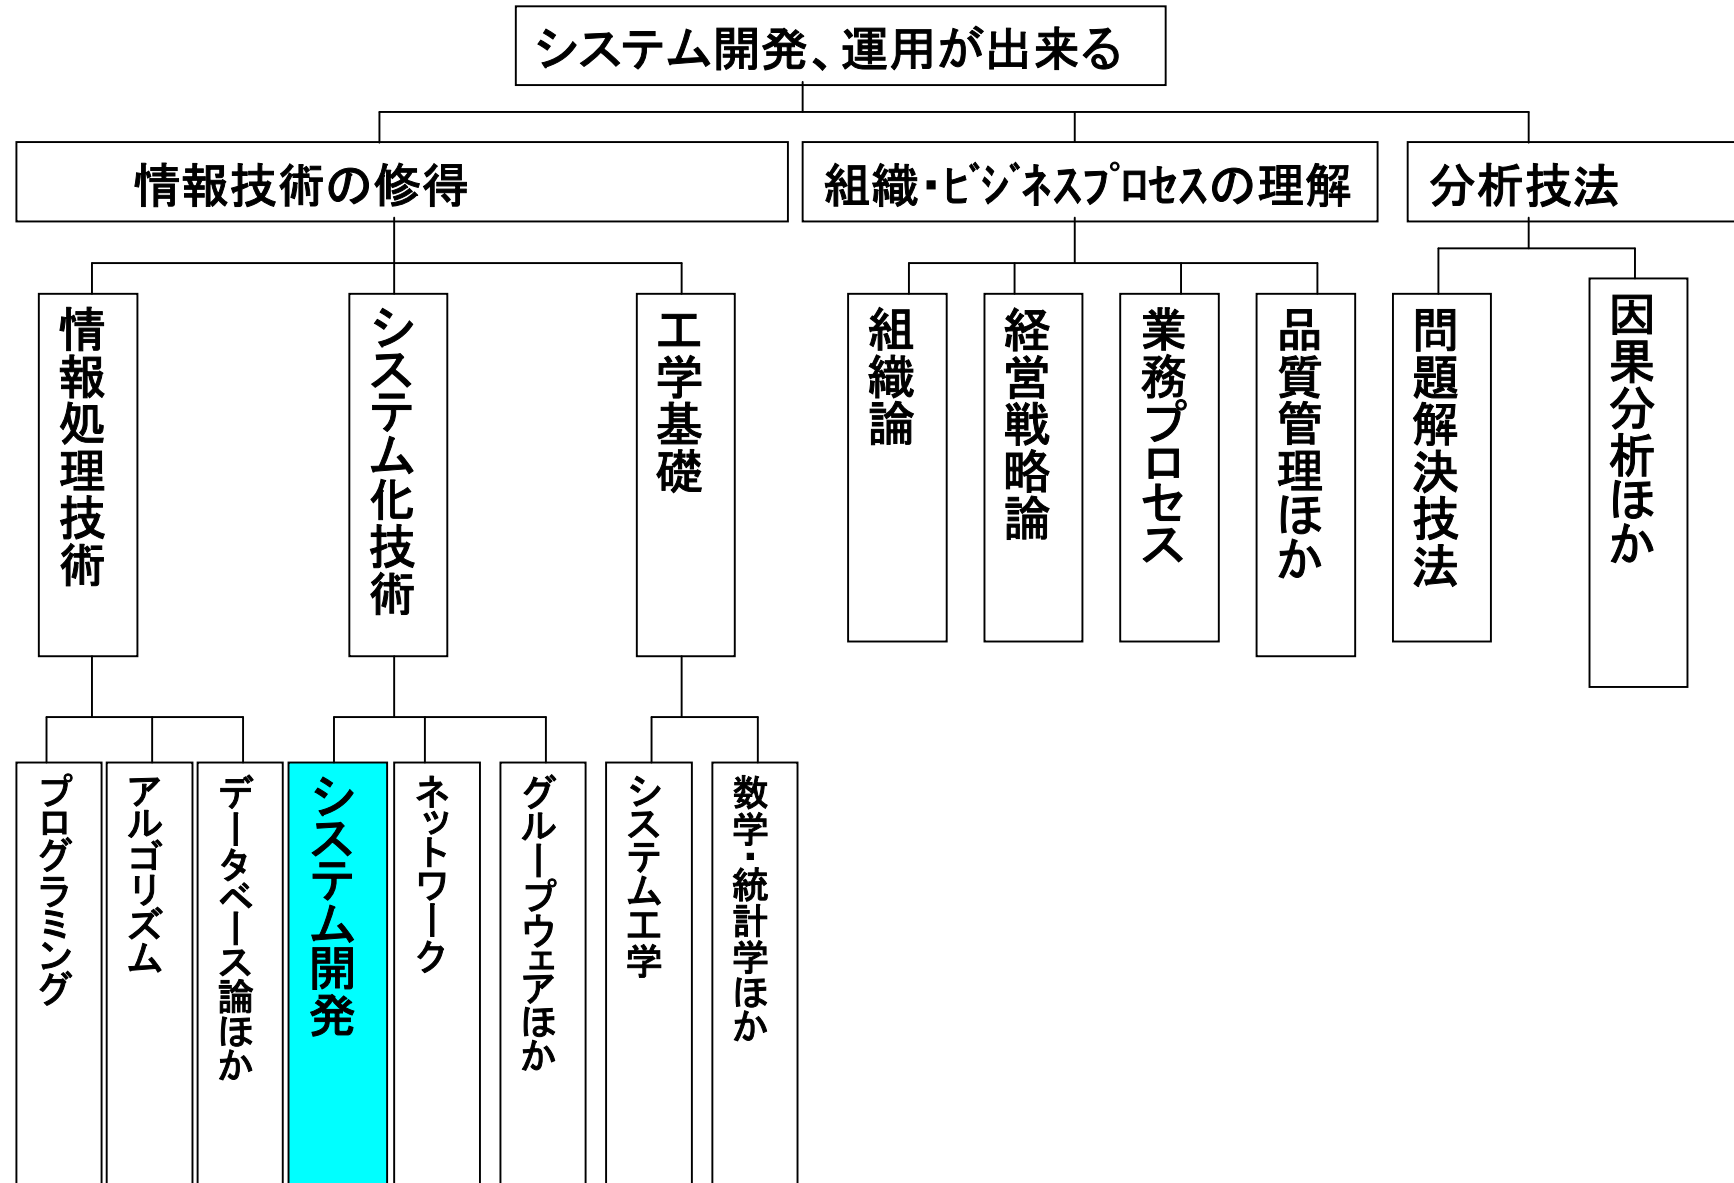 システム開発、運用が出来る
情報技術の修得
組織・ビジネスプロセスの理解
分析技法
情報処理技術
システム化技術
工学基礎
組織論
経営戦略論
業務プロセス
品質管理ほか
問題解決技法
因果分析ほか
プログラミング
アルゴリズム
データベース論ほか
システム開発
ネットワーク
グループウェアほか
システム工学
数学・統計学ほか